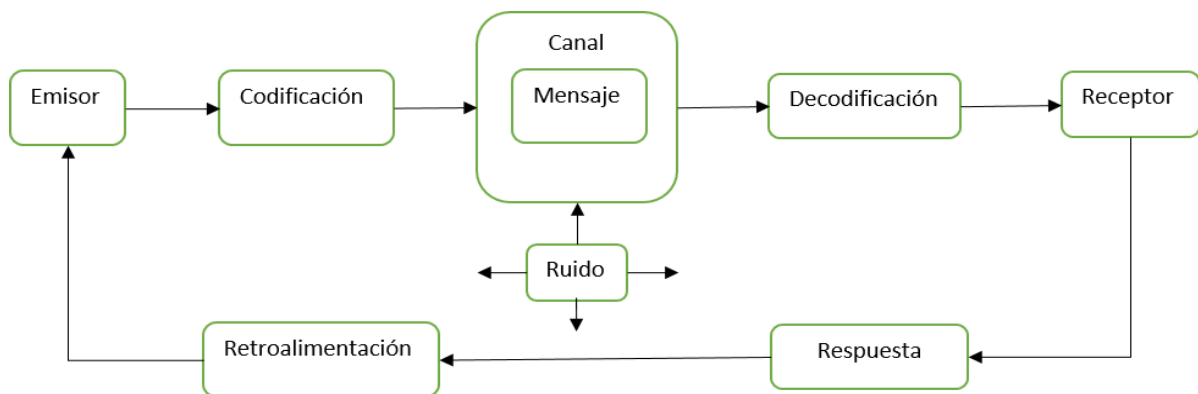 Canal
Emisor
Codificación
Mensaje
Decodificación
Receptor
Ruido
Retroalimentación
Respuesta